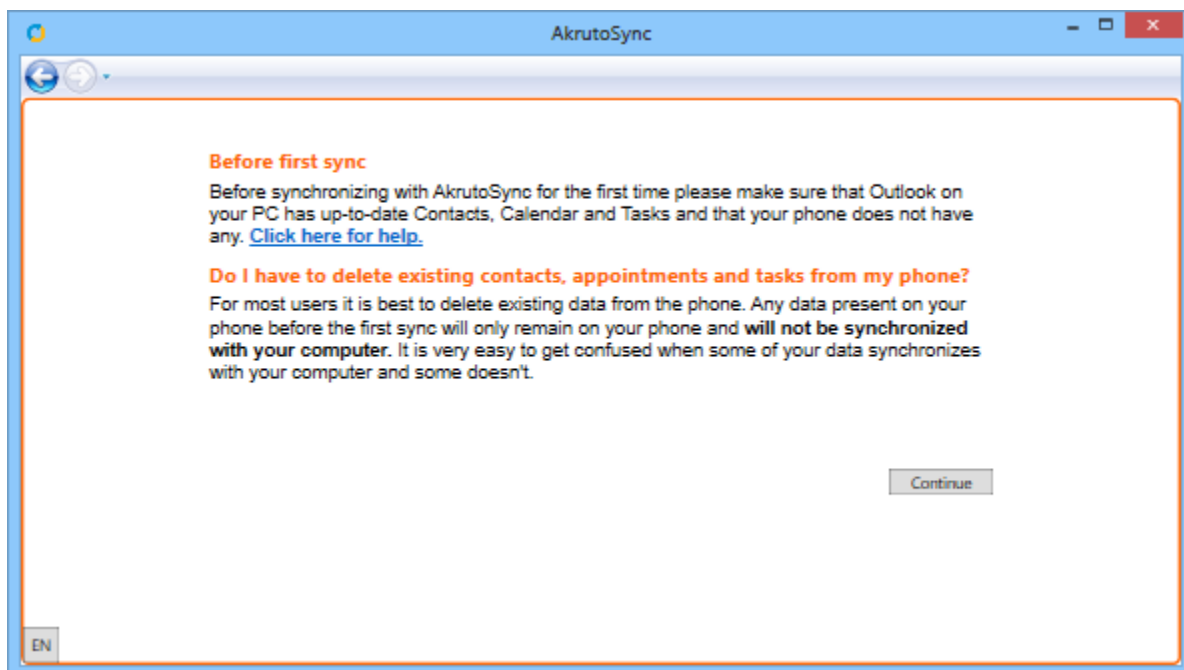 AkrutoSync
Before first sync
Before synchronizing with AkrutoSync for the first time please make sure that Outlook on
your PC has up-to-date Contacts, Calendar and Tasks and that your phone does not have
any. Click here for help.
Do I have to delete existing contacts, appointments and tasks from my phone?
For most users it is best to delete existing data from the phone. Any data present on your
phone before the first sync will only remain on your phone and will not be synchronized
with your computer. It is very easy to get confused when some of your data synchronizes
with your computer and some doesn't.
Continue
EN